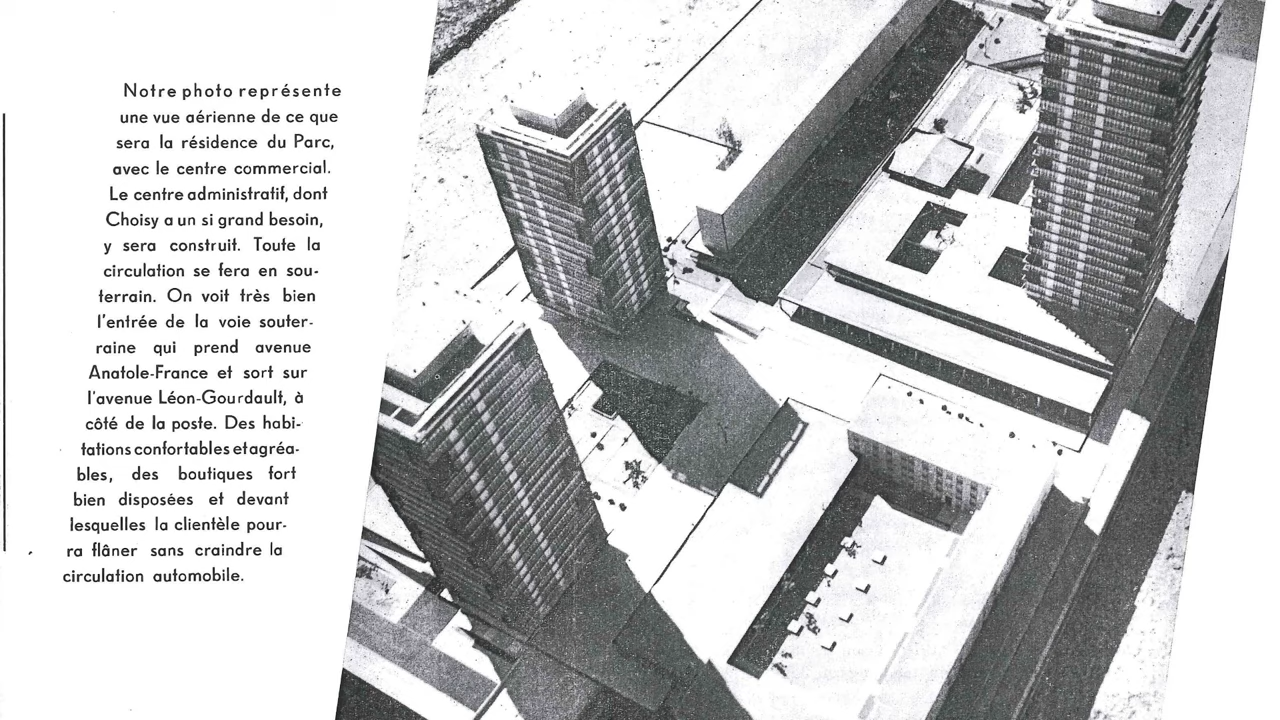 Notre photo représente
une vue aérienne de ce que
sera la résidence du Parc,
avec le centre commercial.
Le centre administratif, dont
Choisy a un si grand besoin,
y sera construit. Toute la
circulation se fera en sou-
terrain. On voit très bien
l'entrée de la voie souter-
raine qui prend avenue
Anatole-France et sort sur
l'avenue Léon-Gourdault, à
côté de la poste. Des habi-
tations confortables et agréa-
bles, des boutiques fort
bien disposées et devant
lesquelles la clientèle pour-
ra flâner sans craindre la
circulation automobile.